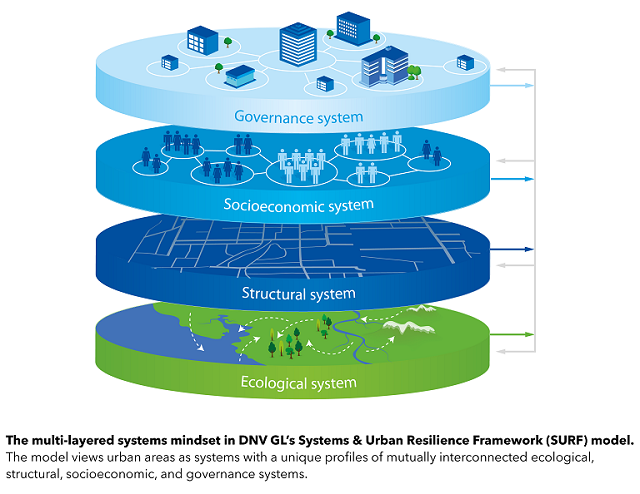 Governance system
Socioeconomic system
Structural system
Ecological system
The multi-layered systems mindset in DNV GL's Systems & Urban Resilience Framework (SURF) model.
The model views urban areas as systems with a unique profiles of mutually interconnected ecological,
structural, socioeconomic, and governance systems.